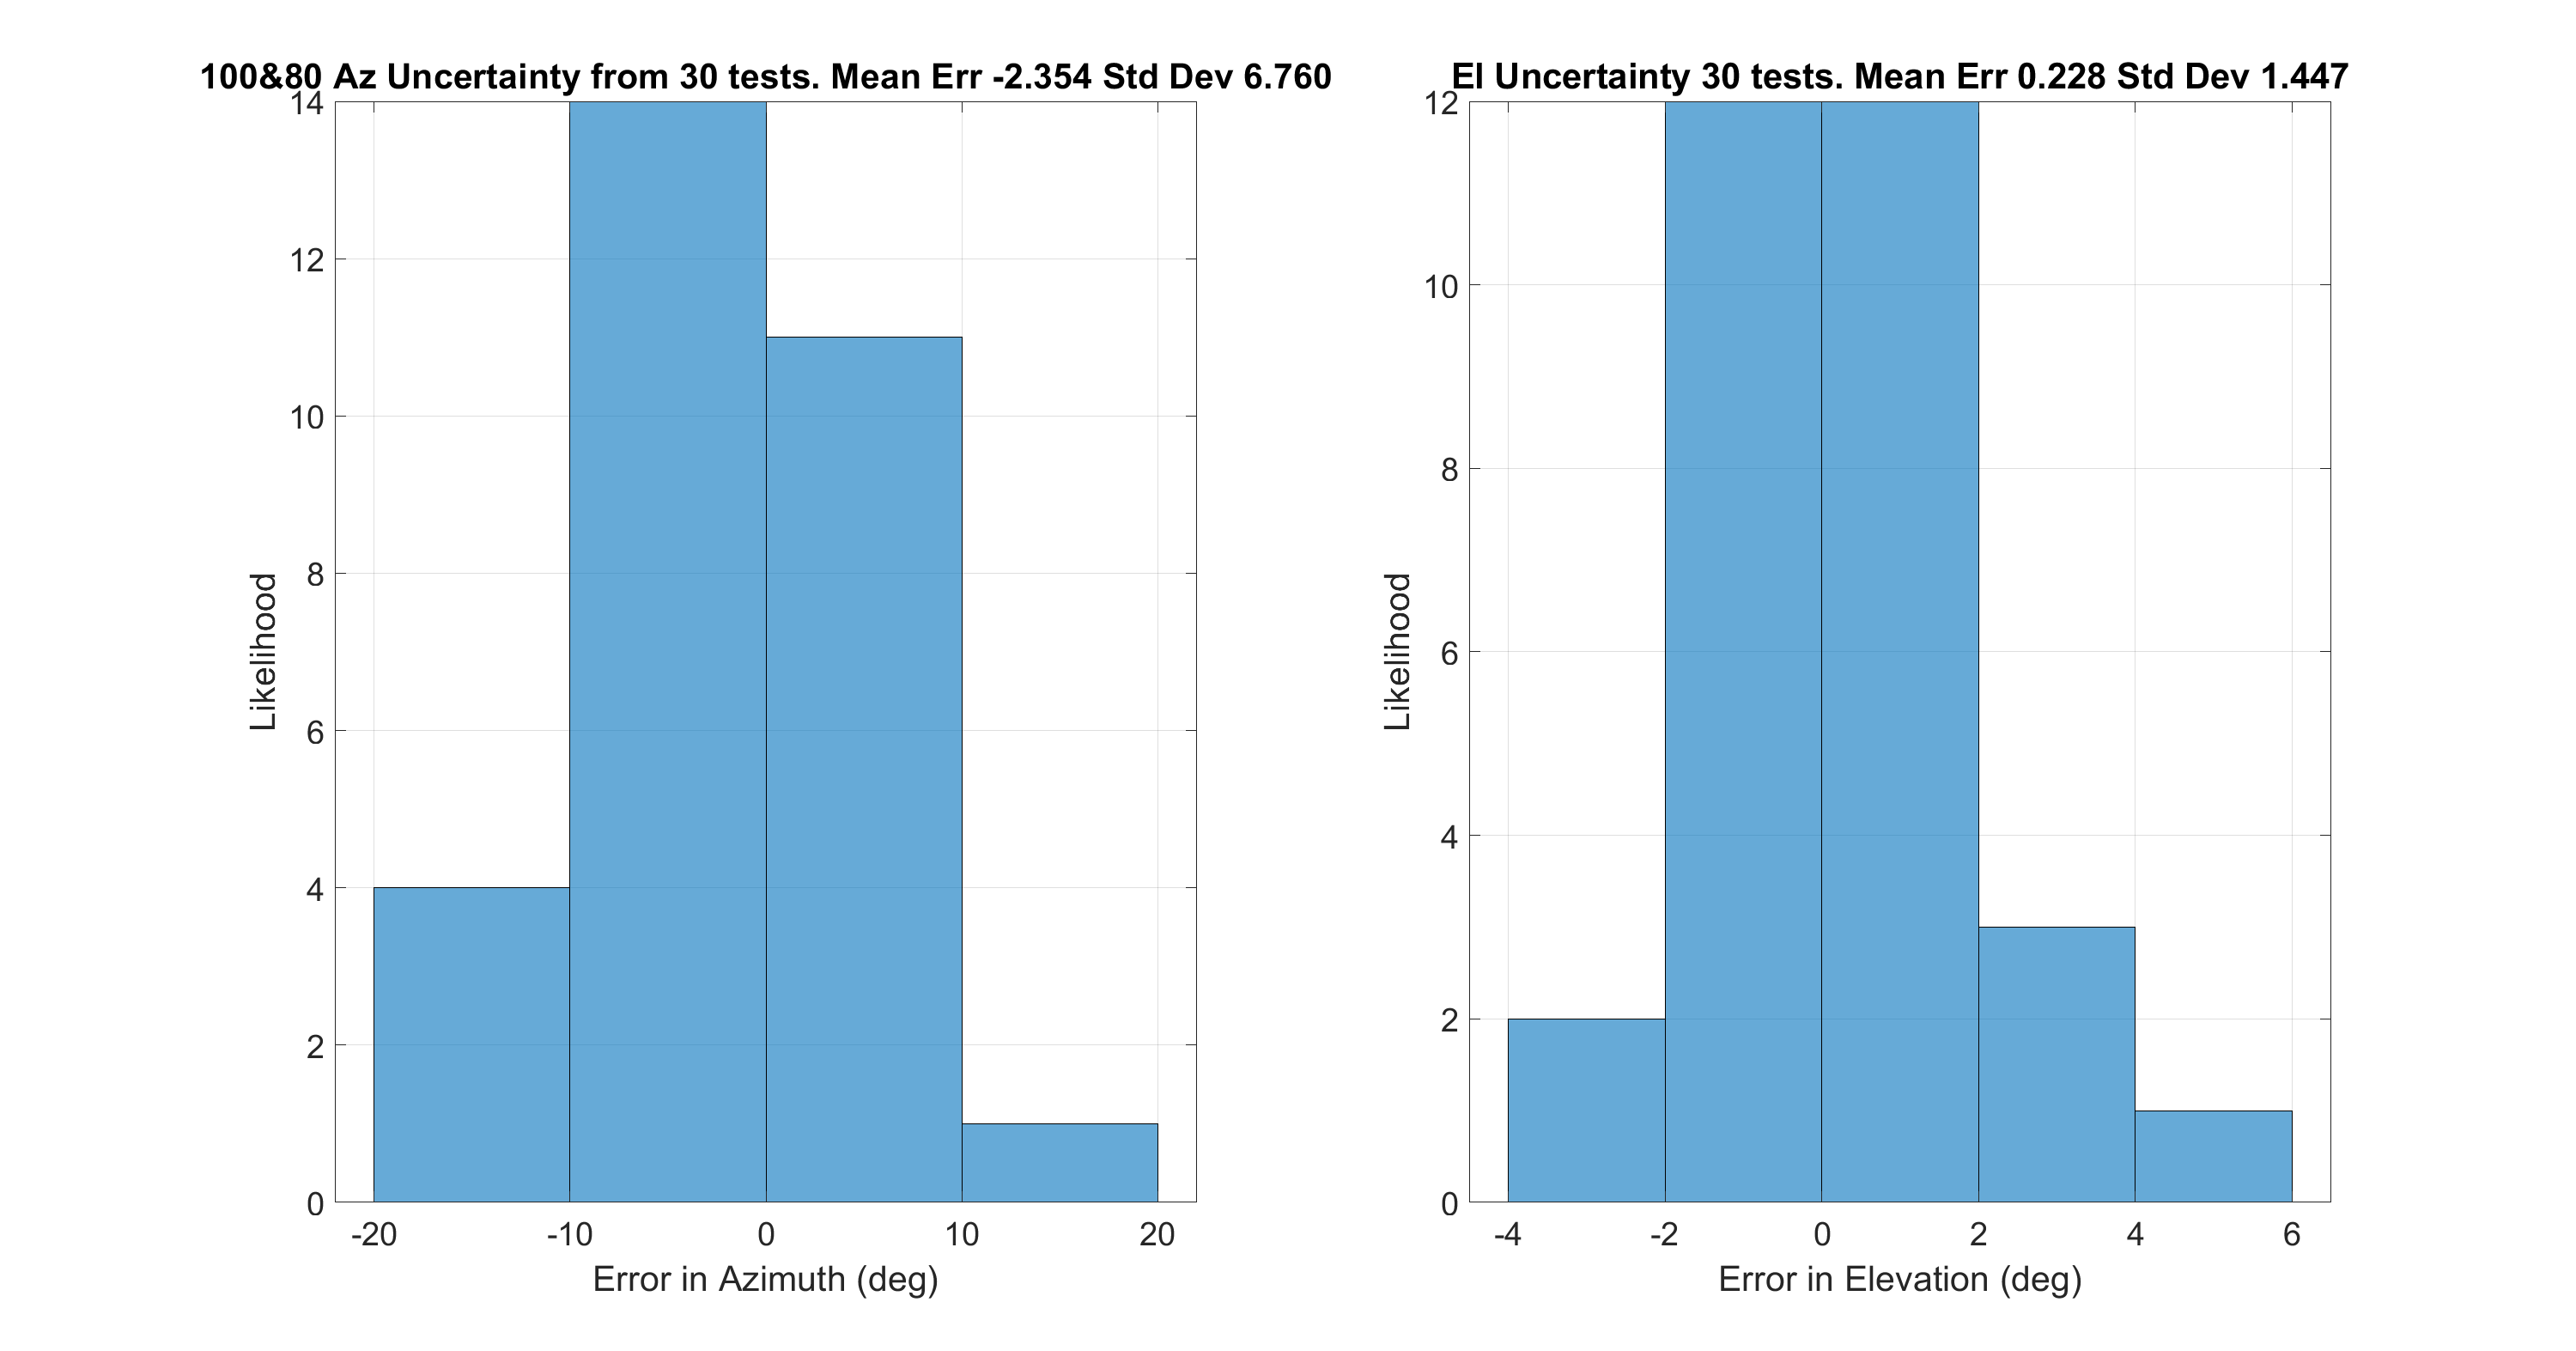 100&80 Az Uncertainty from 30 tests. Mean Err -2.354 Std Dev 6.760
14
12
10
8
6
4
2
0
Likelihood
-20 -10 0 10 20
Error in Azimuth (deg)
El Uncertainty 30 tests. Mean Err 0.228 Std Dev 1.447
12
10
8
6
4
2
0
Likelihood
-4 -2 0 2 4 6
Error in Elevation (deg)